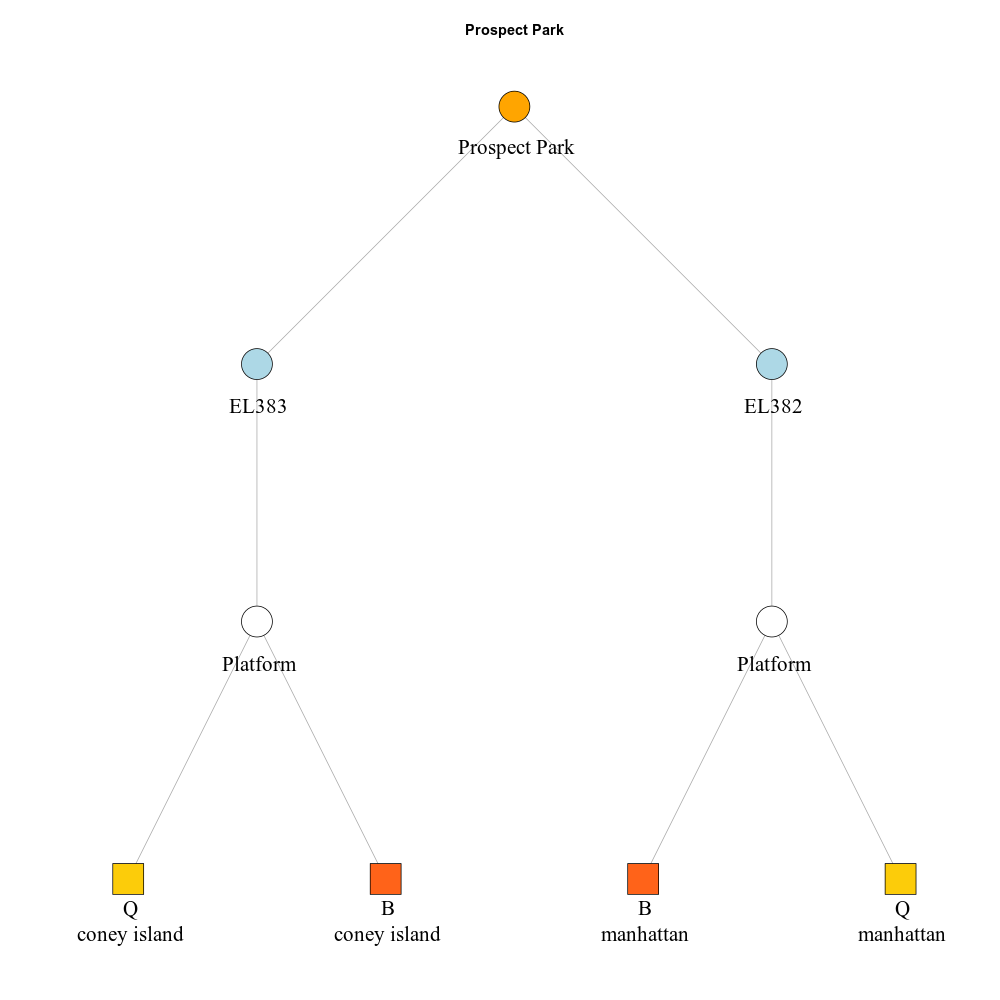 Prospect Park
Prospect Park
EL383
EL382
Platform
Platform
Q
coney island
B
coney island
B
manhattan
Q
manhattan